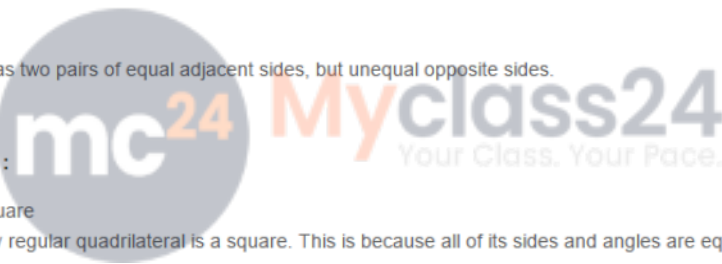 as two pairs of equal adjacent sides, but unequal opposite sides.
mc24 Myclass24
Your Class. Your Pace.
:
uare
regular quadrilateral is a square. This is because all of its sides and angles are eq